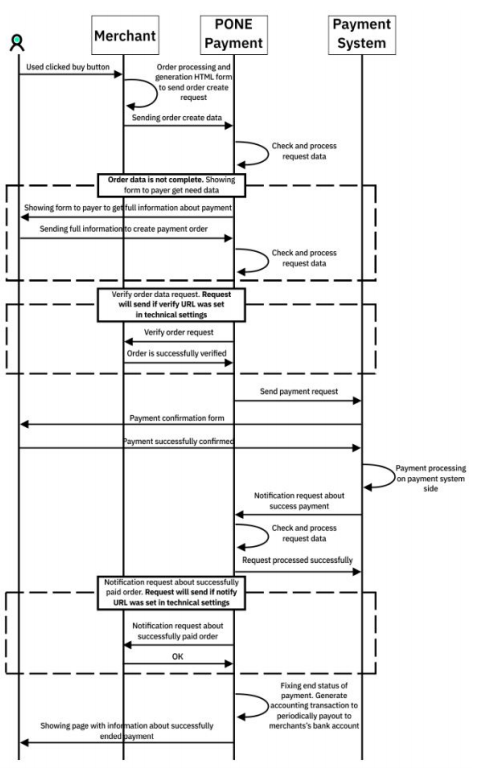 Merchant
PONE
Payment
Payment
System
Used clicked buy button
Order processing and
generation HTML form
to send order create
request
Sending order create data
Check and process
request data
Order data is not complete. Showing
form to payer get need data
Showing form to payer to get full information about payment
Sending full information to create payment order
Check and process
request data
Verify order data request. Request
will send if verify URL was set
in technical settings
Verify order request
Order is successfully verified
Send payment request
Payment confirmation form
Payment successfully confirmed
Payment processing
on payment system
side
Notification request about
success payment
Check and process
request data
Request processed successfully
Notification request about successfully
paid order. Request will send if notify
URL was set in technical settings
Notification request about
successfully paid order
OK
Fixing end status of
payment. Generate
accounting transaction to
periodically payout to
merchants's bank account
Showing page with information about successfully
ended payment